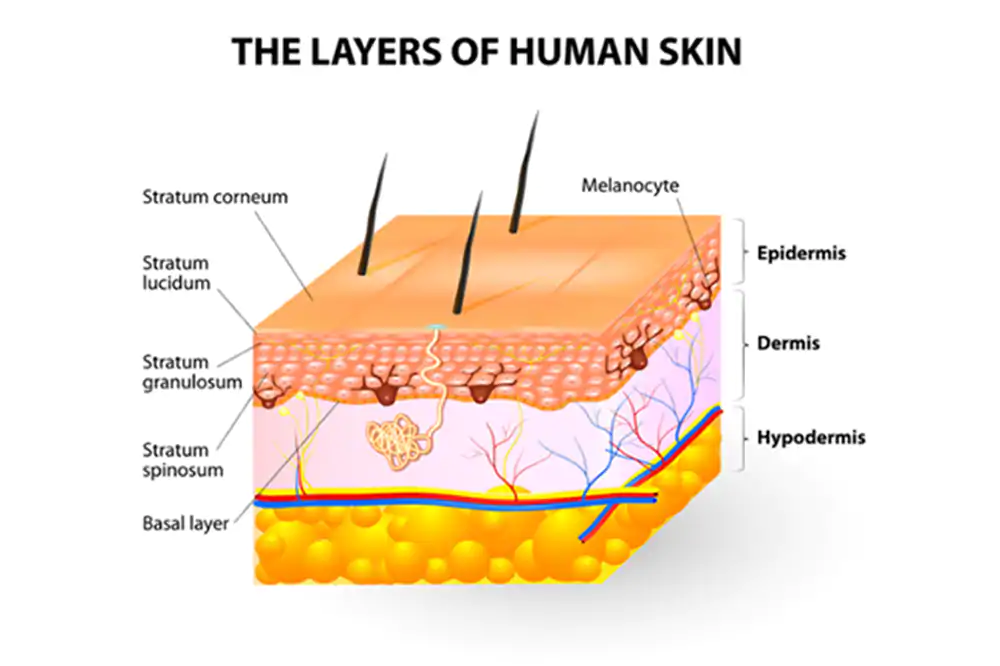 THE LAYERS OF HUMAN SKIN
Stratum corneum
Melanocyte
Stratum
lucidum
Epidermis
Stratum
granulosum
Dermis
Stratum
spinosum
Hypodermis
Basal layer